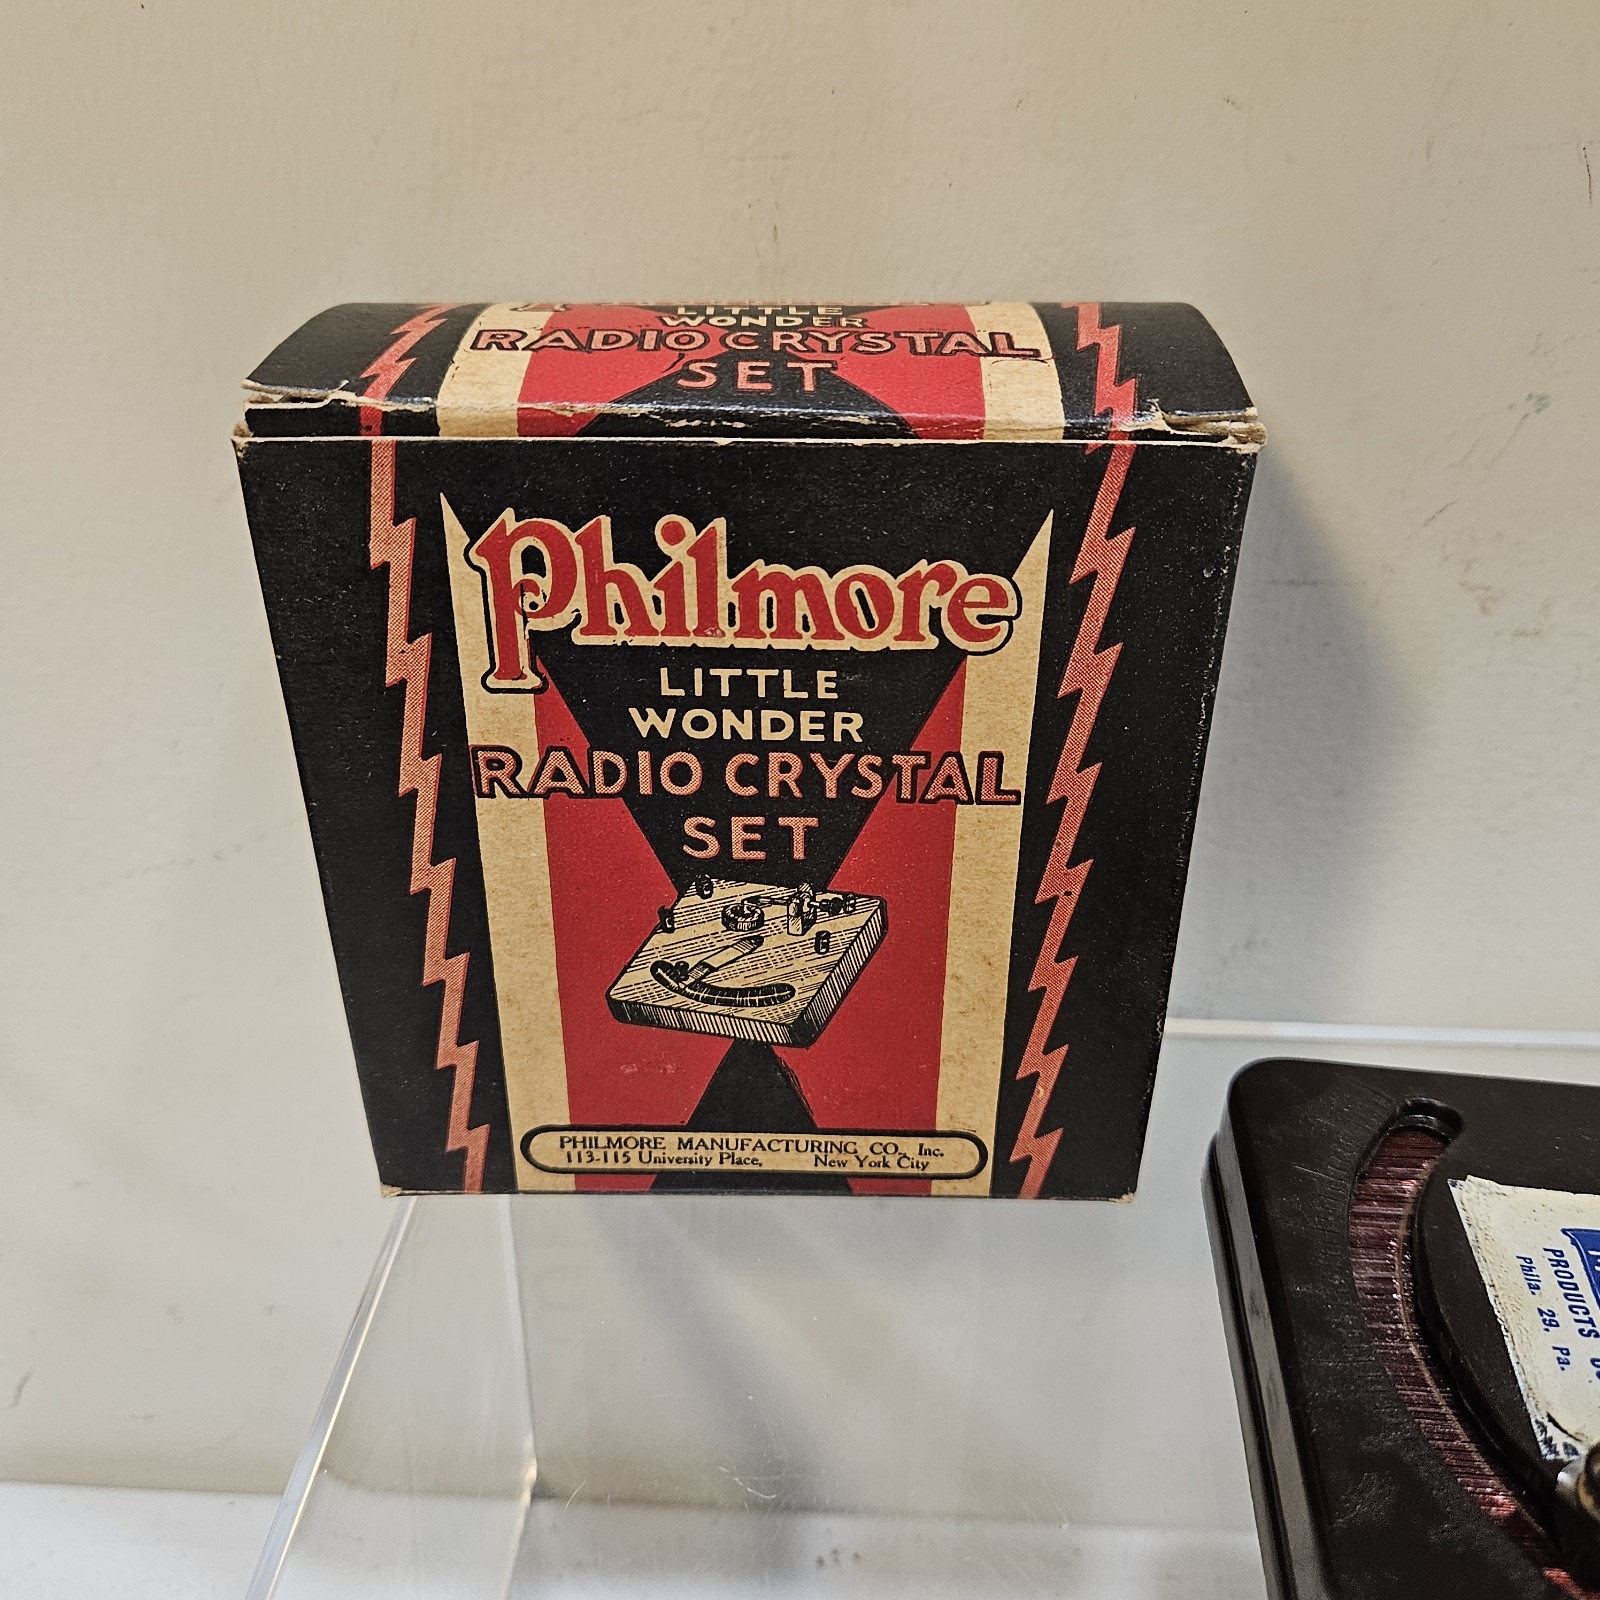 LITTLE
WONDER
RADIO CRYSTAL
SET
Philmore
LITTLE
WONDER
RADIO CRYSTAL
SET
PHILMORE MANUFACTURING CO., Inc.
113-115 University Place, New York City
PRODUCTS
Phila. 29, Pa.